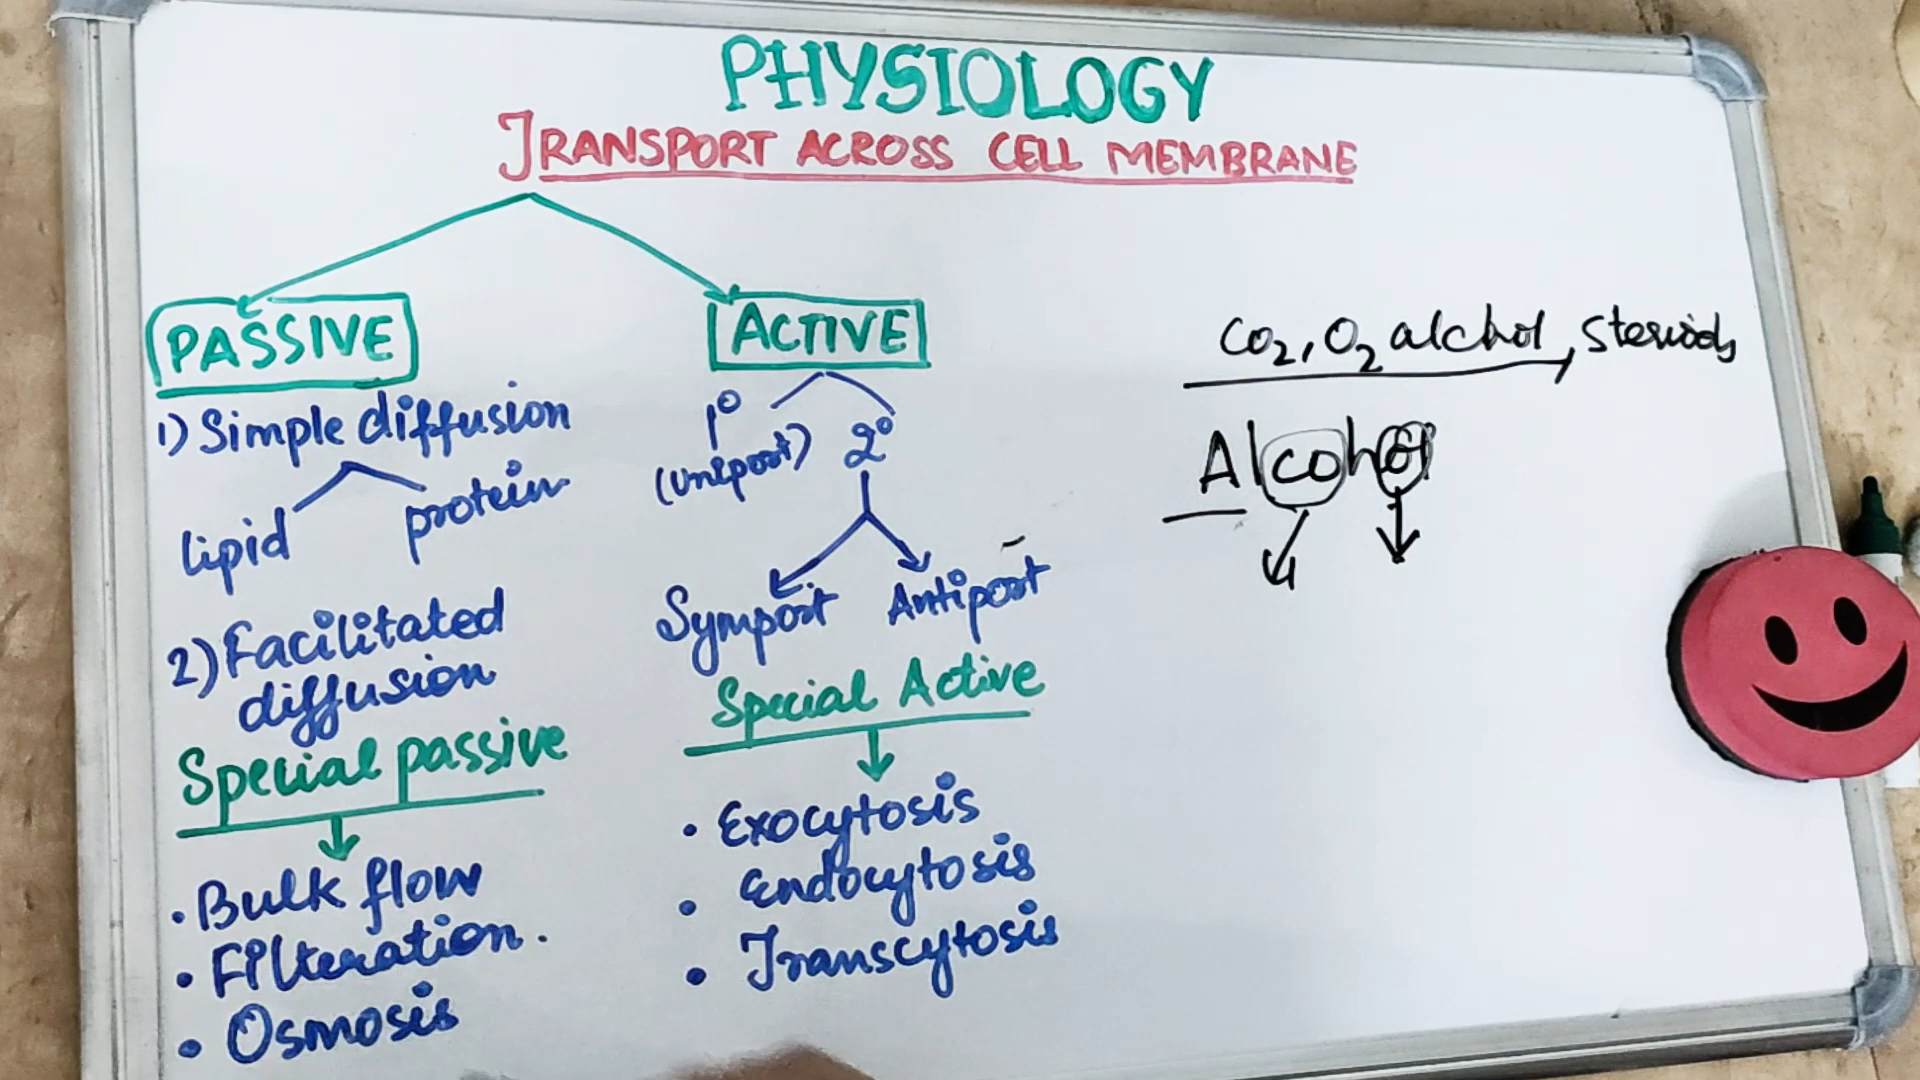 PHYSIOLOGY
TRANSPORT ACROSS CELL MEMBRANE
PASSIVE
1) Simple diffusion
lipid protein
2) Facilitated
diffusion
Special passive
• Bulk flow
• Filteration.
• Osmosis
ACTIVE
1° 2°
(Uniport)
Symport Antiport
Special Active
• Exocytosis
• Endocytosis
• Transcytosis
CO2, O2 alchol, steriods
Alcohol